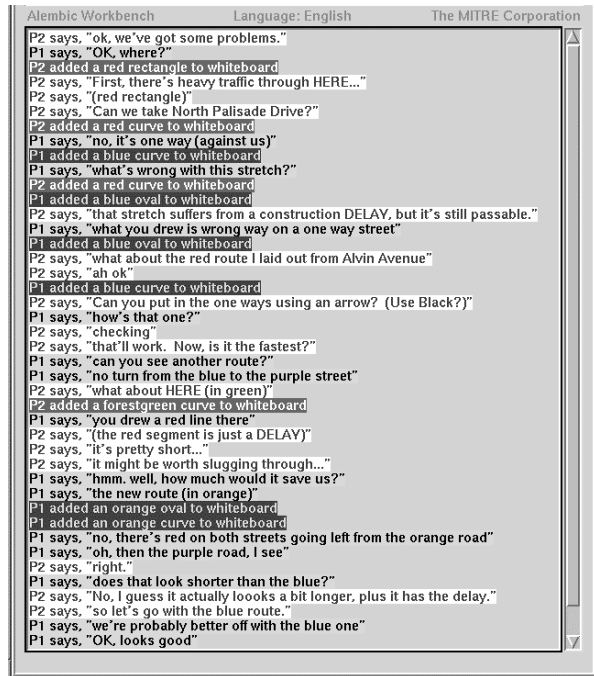 Alembic Workbench Language: English The MITRE Corporation
P2 says, "ok, we've got some problems."
P1 says, "OK, where?"
P2 added a red rectangle to whiteboard
P2 says, "First, there's heavy traffic through HERE..."
P2 says, "(red rectangle)"
P2 says, "Can we take North Palisade Drive?"
P2 added a red curve to whiteboard
P1 says, "no, it's one way (against us)"
P1 added a blue curve to whiteboard
P1 says, "what's wrong with this stretch?"
P2 added a red curve to whiteboard
P1 added a blue oval to whiteboard
P2 says, "that stretch suffers from a construction DELAY, but it's still passable."
P1 says, "what you drew is wrong way on a one way street"
P1 added a blue oval to whiteboard
P2 says, "what about the red route I laid out from Alvin Avenue"
P2 says, "ah ok"
P1 added a blue curve to whiteboard
P2 says, "Can you put in the one ways using an arrow?  (Use Black?)"
P1 says, "how's that one?"
P2 says, "checking"
P2 says, "that'll work.  Now, is it the fastest?"
P1 says, "can you see another route?"
P1 says, "no turn from the blue to the purple street"
P2 says, "what about HERE (in green)"
P2 added a forestgreen curve to whiteboard
P1 says, "you drew a red line there"
P2 says, "(the red segment is just a DELAY)"
P2 says, "it's pretty short..."
P2 says, "it might be worth slugging through..."
P1 says, "hmm. well, how much would it save us?"
P1 says, "the new route (in orange)"
P1 added an orange oval to whiteboard
P1 added an orange curve to whiteboard
P1 says, "no, there's red on both streets going left from the orange road"
P1 says, "oh, then the purple road, I see"
P2 says, "right."
P1 says, "does that look shorter than the blue?"
P2 says, "No, I guess it actually loooks a bit longer, plus it has the delay."
P2 says, "so let's go with the blue route."
P1 says, "we're probably better off with the blue one"
P1 says, "OK, looks good"